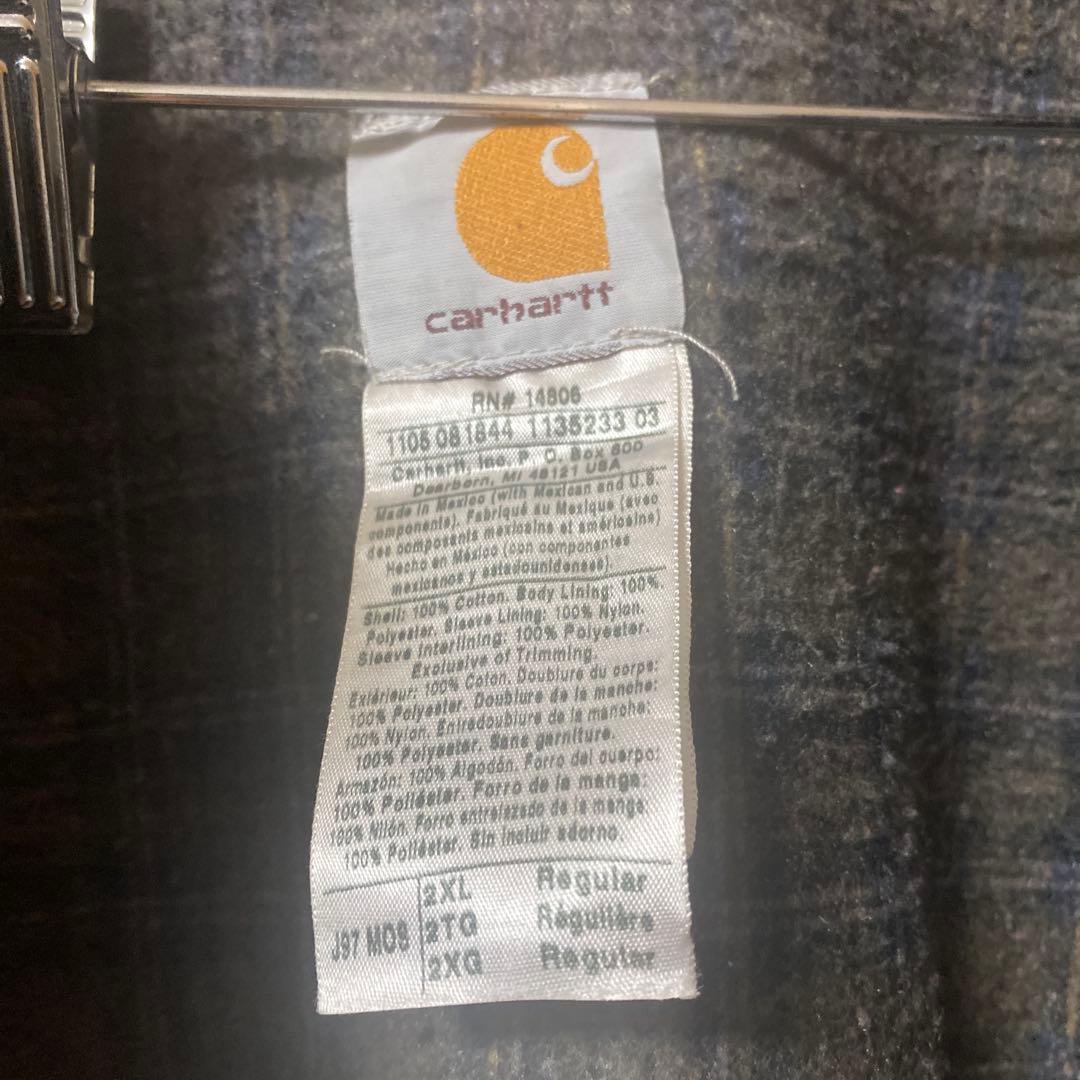 carhartt
RN# 14806
1105 081844 1135233 03
Carhartt, Inc. P. O. Box 600
Dearborn, MI 48121 USA
Made in Mexico (with Mexican and U.S.
components). Fabriqué au Mexique (avec
des composants mexicains et américains)
Hecho en México (con componentes
mexicanos y estadounidenses)
Shell: 100% Cotton. Body Lining: 100%
Polyester. Sleeve Lining: 100% Nylon.
Sleeve Interlining: 100% Polyester.
Exclusive of Trimming.
Extérieur: 100% Coton. Doublure du corps:
100% Polyester. Doublure de la manche:
100% Nylon. Entredoublure de la manche:
100% Polyester. Sans garniture.
Armazón: 100% Algodón. Forro del cuerpo:
100% Poliéster. Forro de la manga:
100% Nilón. Forro entrelazado de la manga:
100% Poliéster. Sin incluir adorno.
J97 MOS
2XL Regular
2TG Régulière
2XG Regular